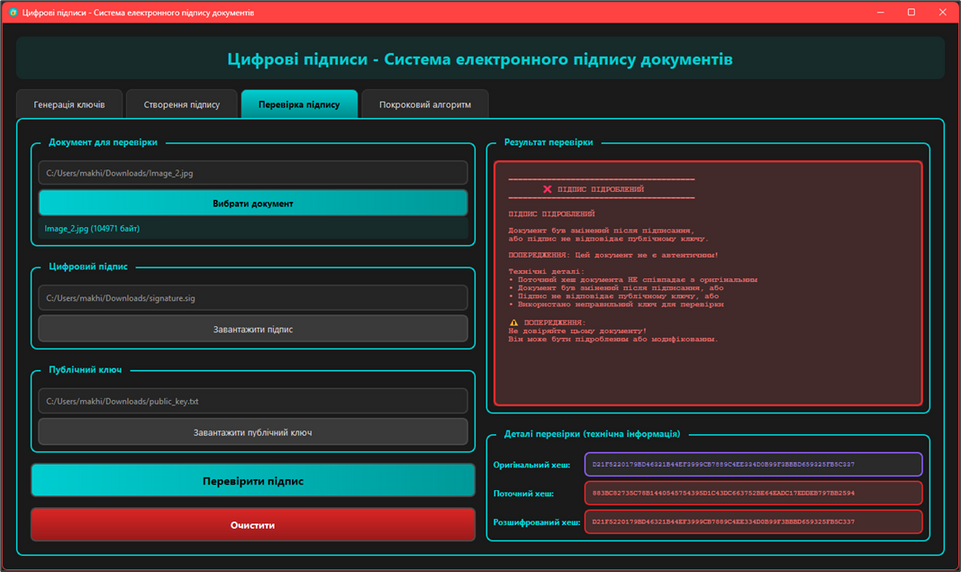 Цифрові підписи - Система електронного підпису документів
Цифрові підписи - Система електронного підпису документів
Генерація ключів
Створення підпису
Перевірка підпису
Покроковий алгоритм
Документ для перевірки
C:/Users/makhi/Downloads/Image_2.jpg
Вибрати документ
Image_2.jpg (104971 байт)
Цифровий підпис
C:/Users/makhi/Downloads/signature.sig
Завантажити підпис
Публічний ключ
C:/Users/makhi/Downloads/public_key.txt
Завантажити публічний ключ
Перевірити підпис
Очистити
Результат перевірки
❌ ПІДПИС ПІДРОБЛЕНИЙ
ПІДПИС ПІДРОБЛЕНИЙ
Документ був змінений після підписання,
або підпис не відповідає публічному ключу.
ПОПЕРЕДЖЕННЯ: Цей документ не є автентичним!
Технічні деталі:
• Поточний хеш документа НЕ співпадає з оригінальним
• Документ був змінений після підписання, або
• Підпис не відповідає публічному ключу, або
• Використано неправильний ключ для перевірки
⚠ ПОПЕРЕДЖЕННЯ:
Не довіряйте цьому документу!
Він може бути підробленим або модифікованим.
Деталі перевірки (технічна інформація)
Оригінальний хеш:
Поточний хеш:
Розшифрований хеш: